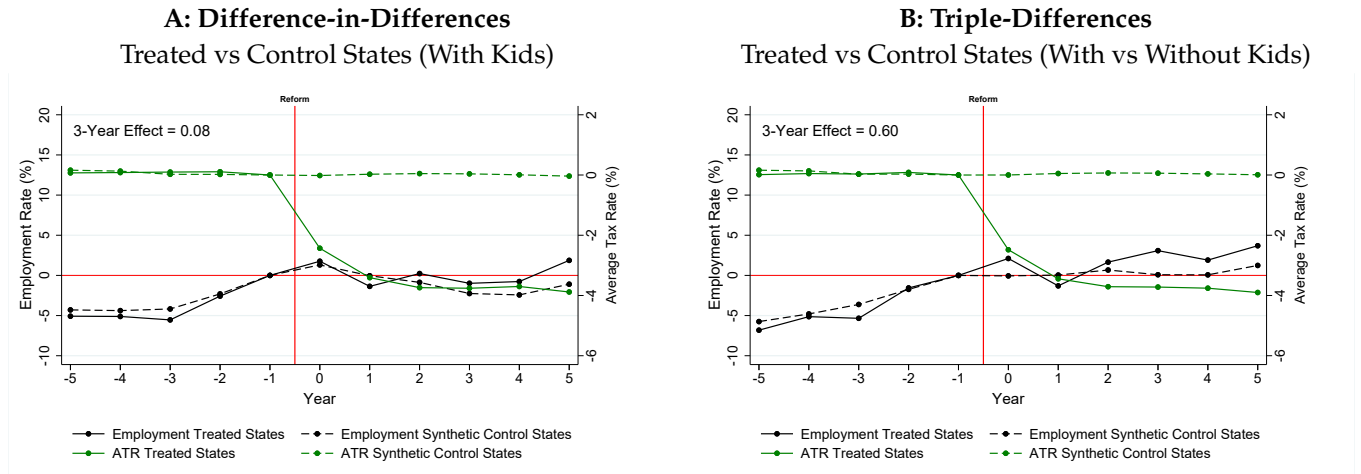 A: Difference-in-Differences
Treated vs Control States (With Kids)
Reform
3-Year Effect = 0.08
Employment Rate (%)
20
15
10
5
0
-5
-10
Average Tax Rate (%)
2
0
-2
-4
-6
-5 -4 -3 -2 -1 0 1 2 3 4 5
Year
Employment Treated States
Employment Synthetic Control States
ATR Treated States
ATR Synthetic Control States
B: Triple-Differences
Treated vs Control States (With vs Without Kids)
Reform
3-Year Effect = 0.60
Employment Rate (%)
20
15
10
5
0
-5
-10
Average Tax Rate (%)
2
0
-2
-4
-6
-5 -4 -3 -2 -1 0 1 2 3 4 5
Year
Employment Treated States
Employment Synthetic Control States
ATR Treated States
ATR Synthetic Control States